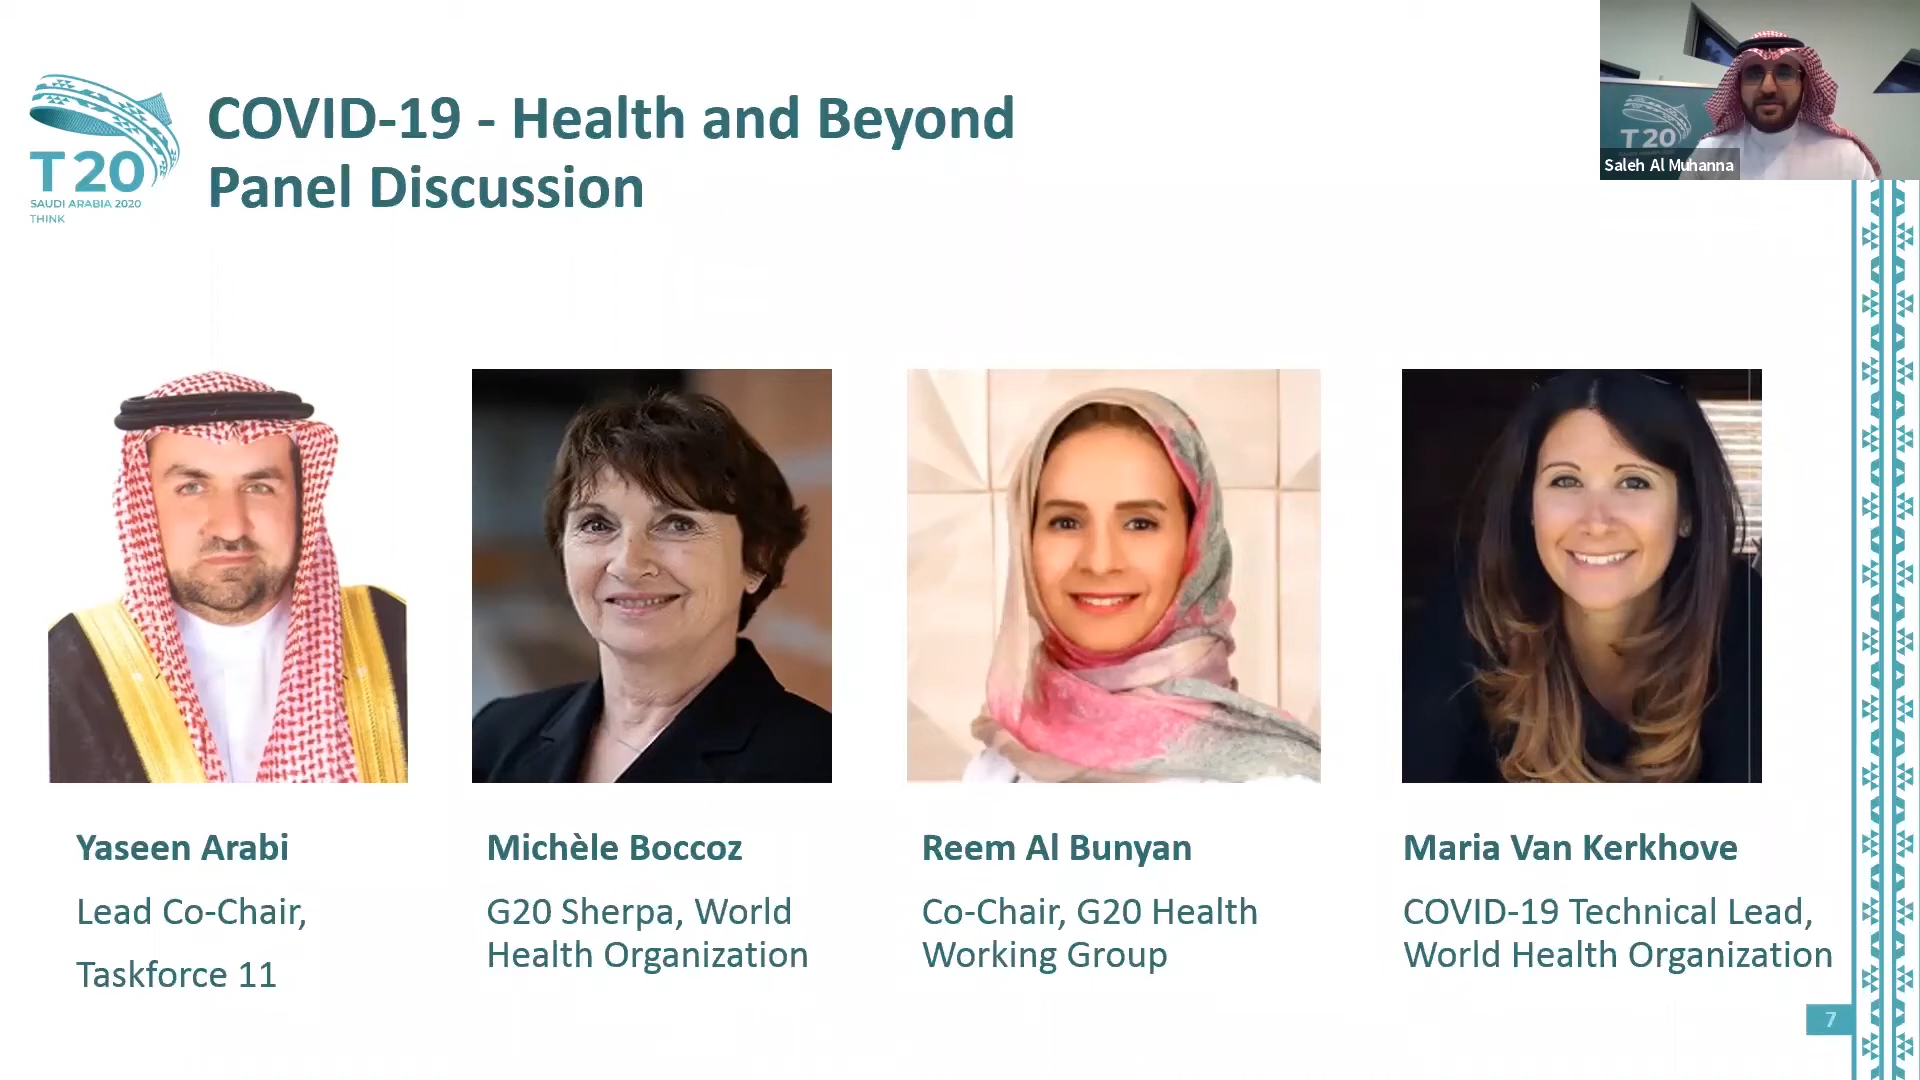 COVID-19 - Health and Beyond
Panel Discussion
T20
SAUDI ARABIA 2020
THINK
T20
Saleh Al Muhanna
Yaseen Arabi
Lead Co-Chair,
Taskforce 11
Michèle Boccoz
G20 Sherpa, World
Health Organization
Reem Al Bunyan
Co-Chair, G20 Health
Working Group
Maria Van Kerkhove
COVID-19 Technical Lead,
World Health Organization
7